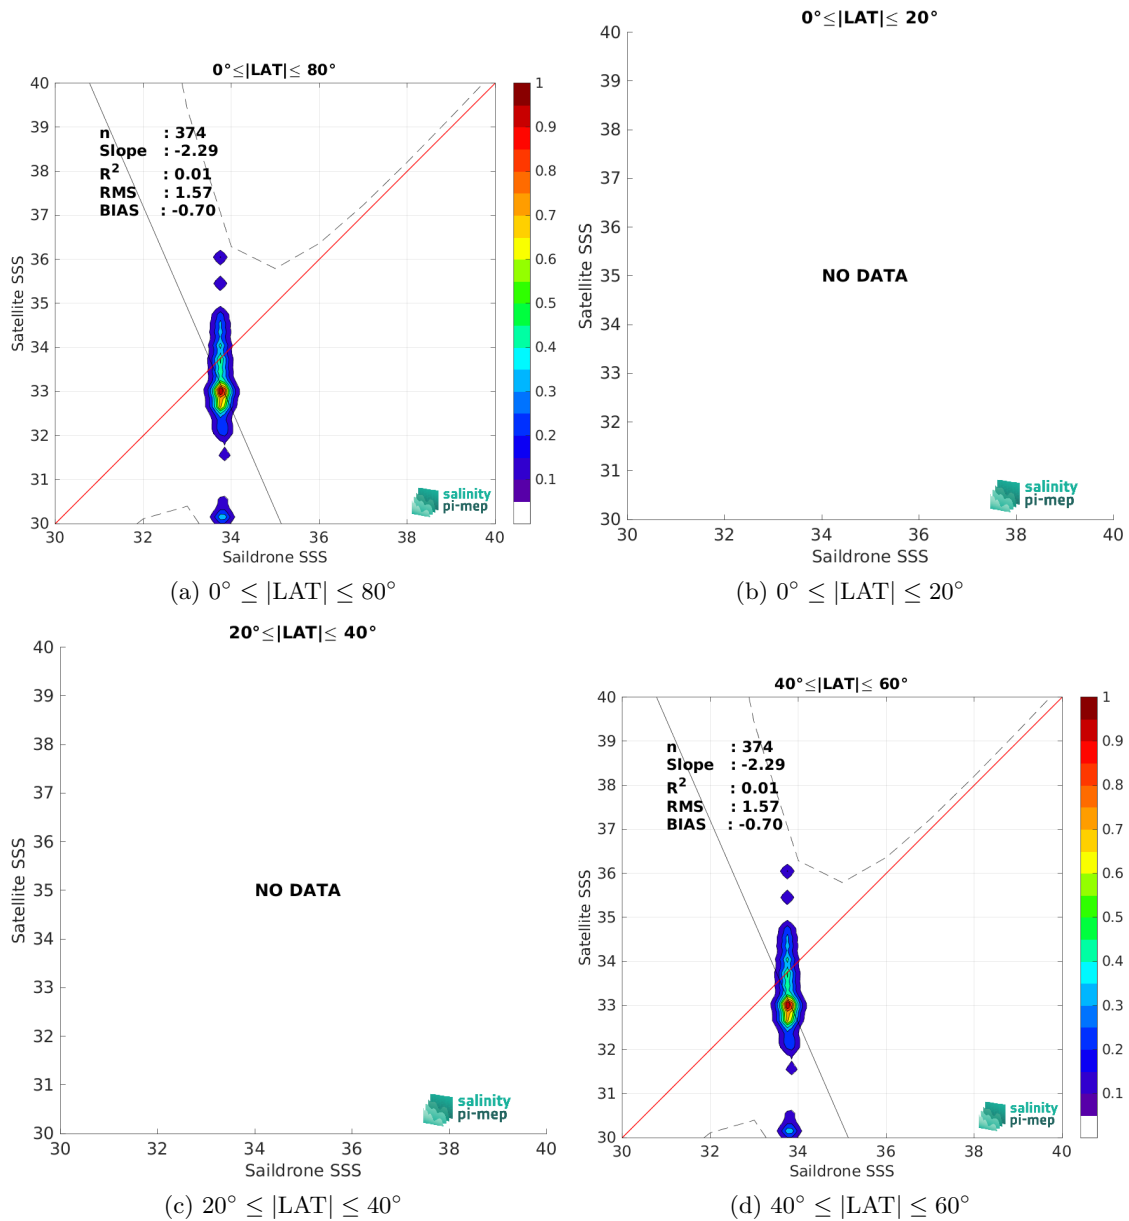 0°≤|LAT|≤ 80°
40
39
38
37
36
35
34
33
32
31
30
30
32
34
36
38
40
Satellite SSS
Saildrone SSS
n : 374
Slope : -2.29
R² : 0.01
RMS : 1.57
BIAS : -0.70
salinity
pi-mep
1
0.9
0.8
0.7
0.6
0.5
0.4
0.3
0.2
0.1
(a) 0° ≤ |LAT| ≤ 80°
0°≤|LAT|≤ 20°
40
39
38
37
36
35
34
33
32
31
30
30
32
34
36
38
40
Satellite SSS
Saildrone SSS
NO DATA
salinity
pi-mep
(b) 0° ≤ |LAT| ≤ 20°
20°≤|LAT|≤ 40°
40
39
38
37
36
35
34
33
32
31
30
30
32
34
36
38
40
Satellite SSS
Saildrone SSS
NO DATA
salinity
pi-mep
(c) 20° ≤ |LAT| ≤ 40°
40°≤|LAT|≤ 60°
40
39
38
37
36
35
34
33
32
31
30
30
32
34
36
38
40
Satellite SSS
Saildrone SSS
n : 374
Slope : -2.29
R² : 0.01
RMS : 1.57
BIAS : -0.70
salinity
pi-mep
1
0.9
0.8
0.7
0.6
0.5
0.4
0.3
0.2
0.1
(d) 40° ≤ |LAT| ≤ 60°